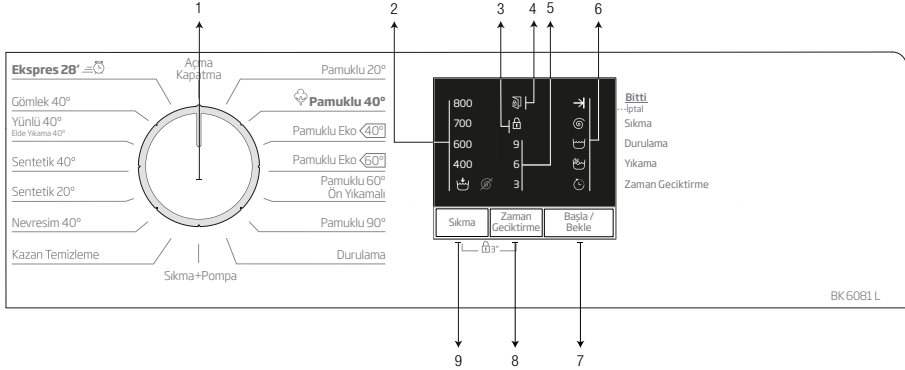 1
2
3
4
5
6
Ekspres 28'
Gömlek 40°
Yünlü 40°
Elde Yıkama 40°
Sentetik 40°
Sentetik 20°
Nevresim 40°
Kazan Temizleme
Açma
Kapatma
Sıkma+Pompa
Pamuklu 20°
Pamuklu 40°
Pamuklu Eko 40°
Pamuklu Eko 60°
Pamuklu 60°
Ön Yıkamalı
Pamuklu 90°
Durulama
800
700
600
400
9
6
3
Bitti
İptal
Sıkma
Durulama
Yıkama
Zaman Geciktirme
Sıkma
Zaman
Geciktirme
Başla /
Bekle
3"
BK 6081 L
9
8
7